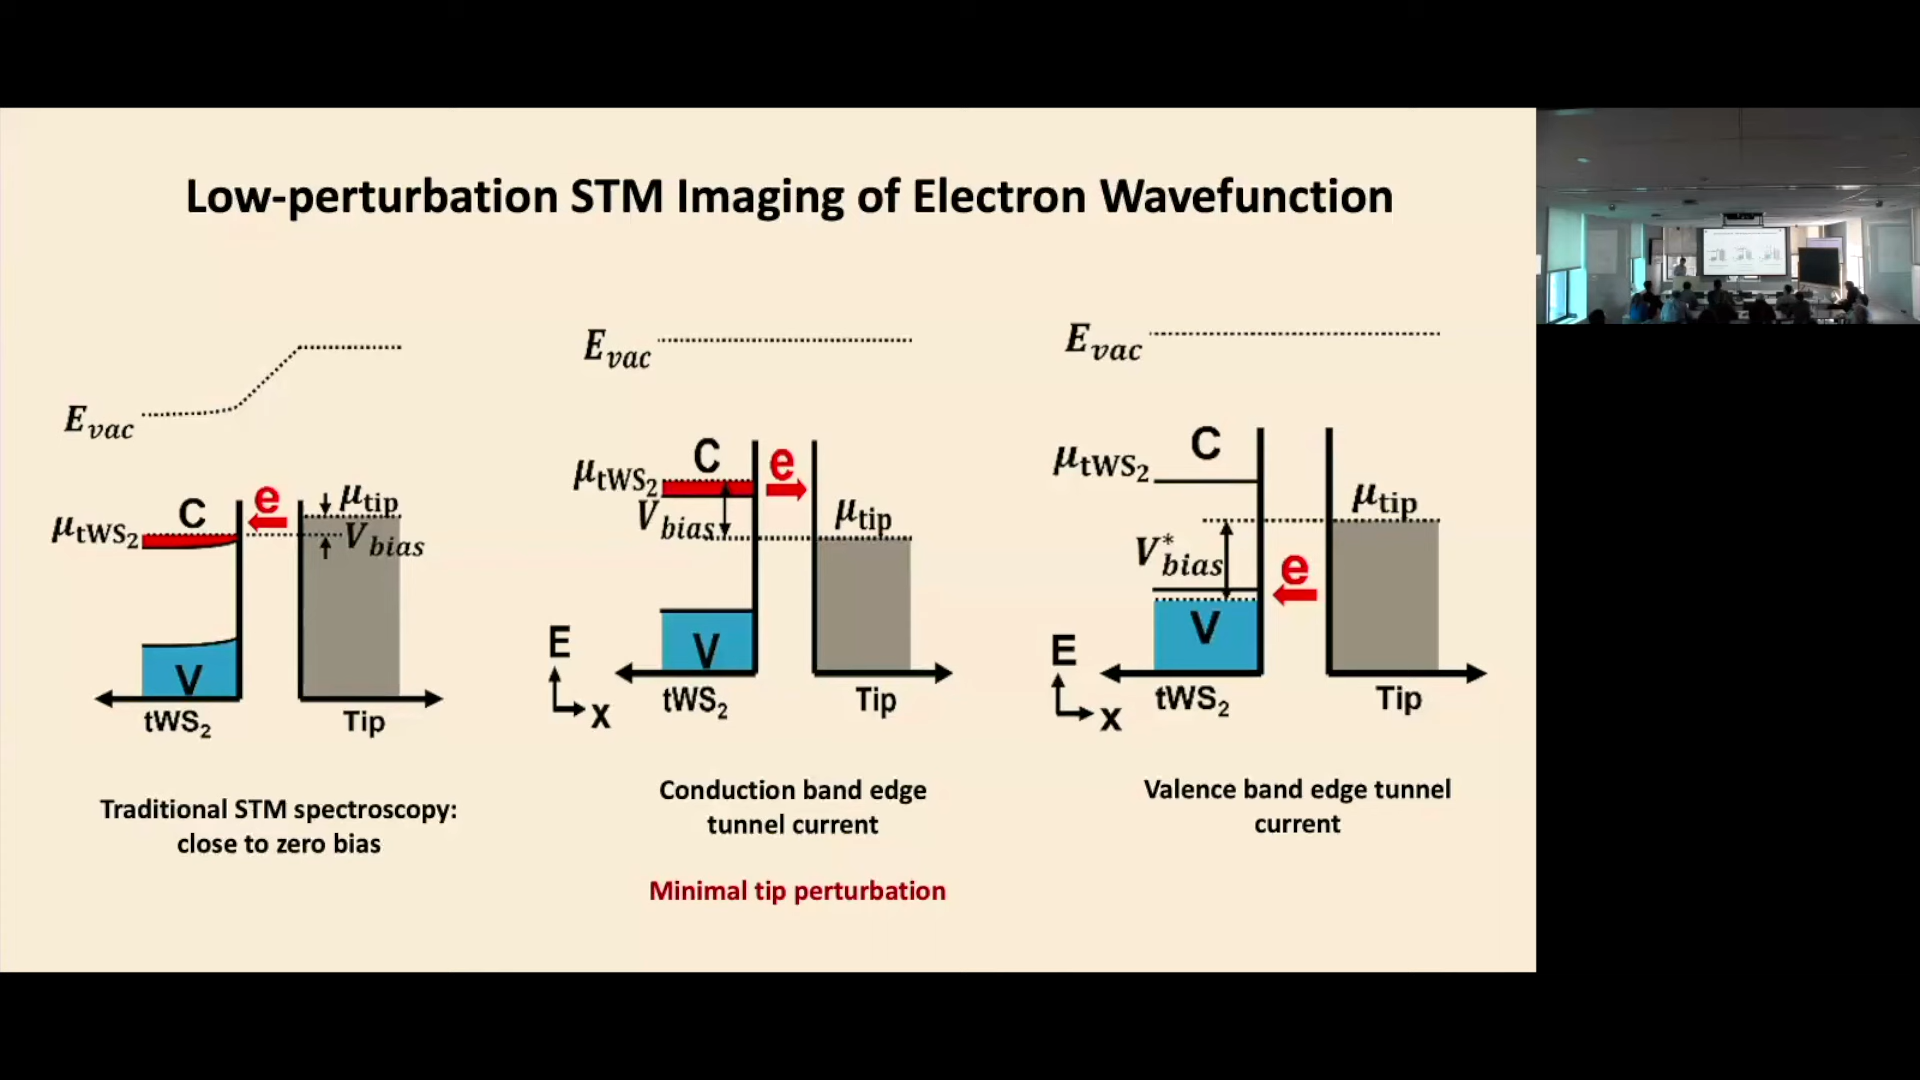 Low-perturbation STM Imaging of Electron Wavefunction
E_vac
C
e
μ_tip
μ_tWS₂
V_bias
V
tWS₂
Tip
Traditional STM spectroscopy:
close to zero bias
E_vac
C
e
μ_tWS₂
V_bias
μ_tip
V
E
x
tWS₂
Tip
Conduction band edge
tunnel current
Minimal tip perturbation
E_vac
C
μ_tWS₂
μ_tip
V*_bias
e
V
E
x
tWS₂
Tip
Valence band edge tunnel
current